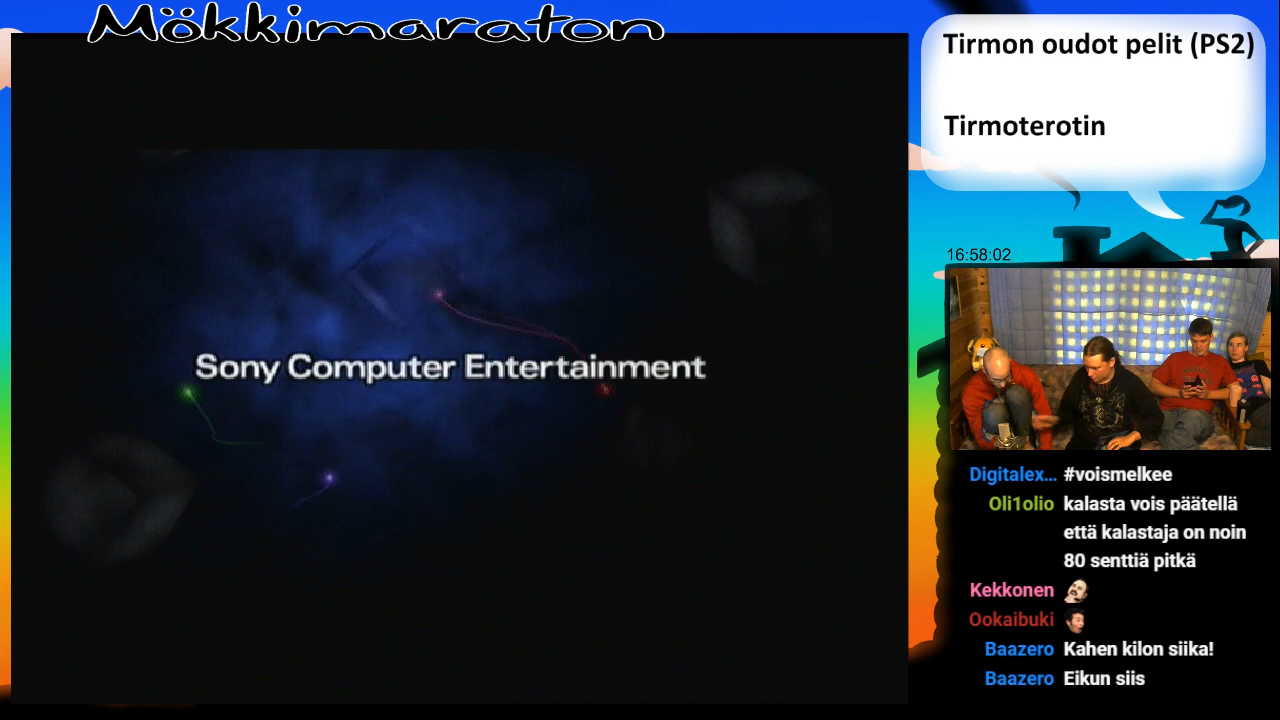 Mökkimaraton
Tirmon oudot pelit (PS2)
Tirmoterotin
16:58:02
Sony Computer Entertainment
Digitalex... #voismelkee
Oli1olio kalasta vois päätellä
että kalastaja on noin
80 senttiä pitkä
Kekkonen
Ookaibuki
Baazero Kahen kilon siika!
Baazero Eikun siis